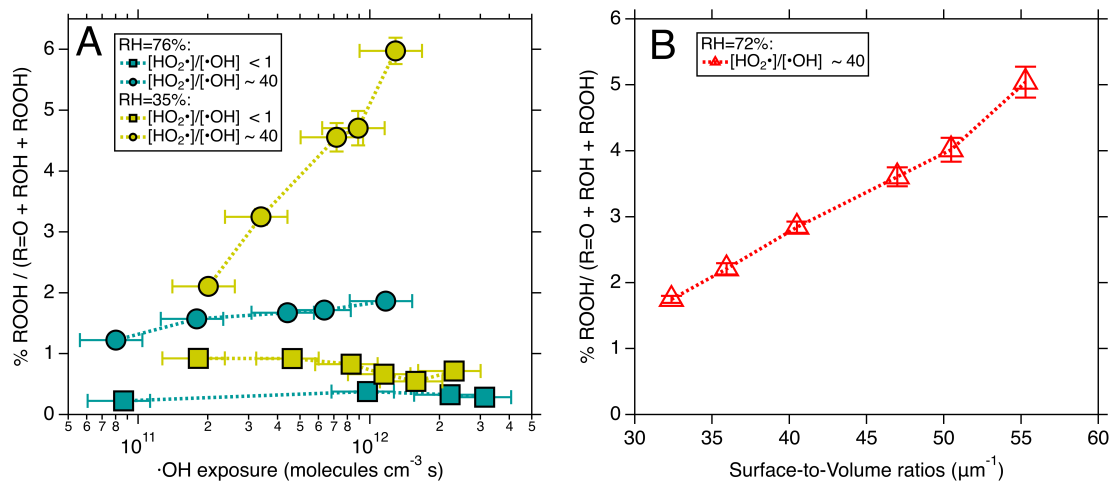 A
RH=76%:
[HO₂•]/[•OH] < 1
[HO₂•]/[•OH] ~ 40
RH=35%:
[HO₂•]/[•OH] < 1
[HO₂•]/[•OH] ~ 40
% ROOH / (R=O + ROH + ROOH)
6
5
4
3
2
1
0
5 6 7 8 10¹¹ 2 3 4 5 6 7 8 10¹² 2 3 4 5
·OH exposure (molecules cm⁻³ s)
B
RH=72%:
[HO₂•]/[•OH] ~ 40
% ROOH/ (R=O + ROH + ROOH)
6
5
4
3
2
1
0
30 35 40 45 50 55 60
Surface-to-Volume ratios (µm⁻¹)